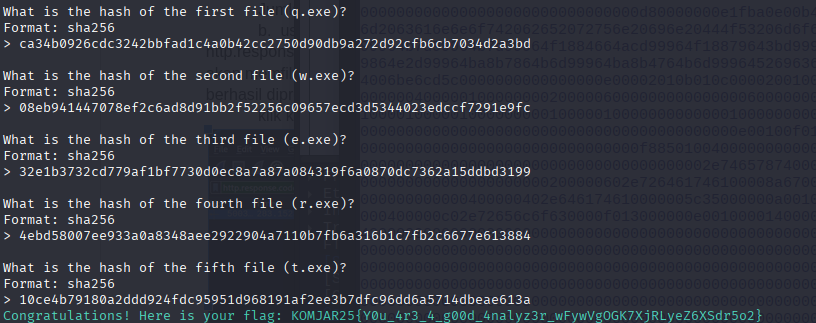 What is the hash of the first file (q.exe)?
Format: sha256
> ca34b0926cdc3242bbfad1c4a0b42cc2750d90db9a272d92cfb6cb7034d2a3bd
What is the hash of the second file (w.exe)?
Format: sha256
> 08eb941447078ef2c6ad8d91bb2f52256c09657ecd3d5344023edccf7291e9fc
What is the hash of the third file (e.exe)?
Format: sha256
> 32e1b3732cd779af1bf7730d0ec8a7a87a084319f6a0870dc7362a15ddbd3199
What is the hash of the fourth file (r.exe)?
Format: sha256
> 4ebd58007ee933a0a8348aee2922904a7110b7fb6a316b1c7fb2c6677e613884
What is the hash of the fifth file (t.exe)?
Format: sha256
> 10ce4b79180a2ddd924fdc95951d968191af2ee3b7dfc96dd6a5714dbeae613a
Congratulations! Here is your flag: KOMJAR25{Y0u_4r3_4_g00d_4nalyz3r_wFywVgOGK7XjRLyeZ6XSdr5o2}